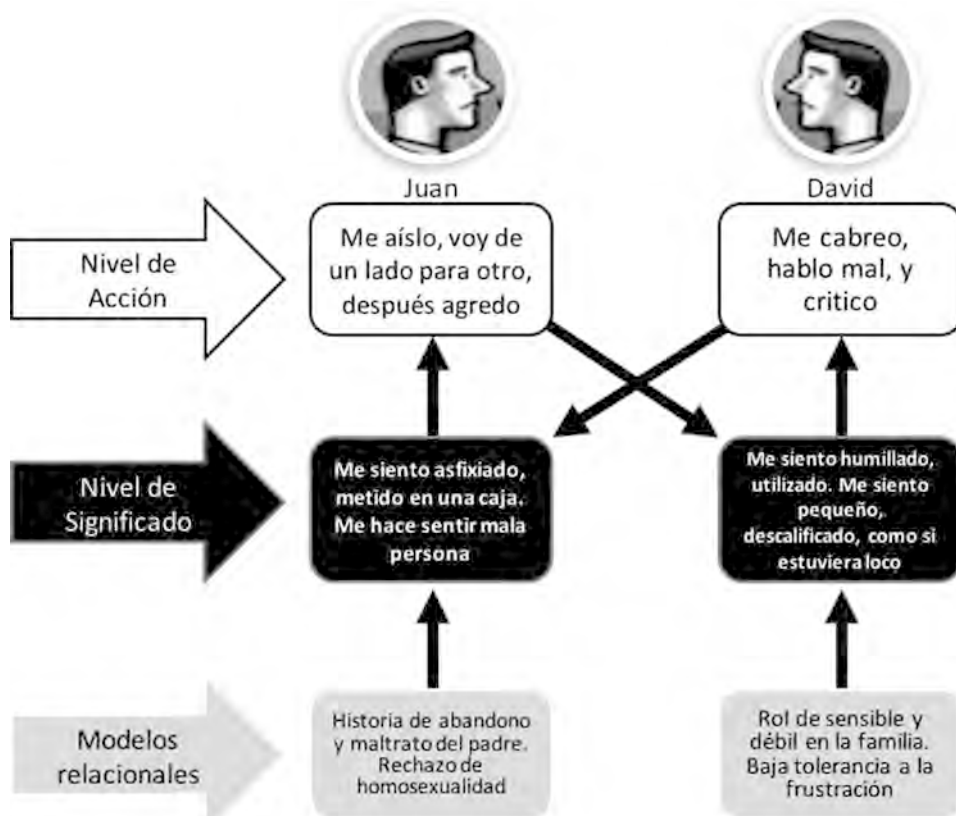 Juan
David
Nivel de
Acción
Me aíslo, voy de
un lado para otro,
después agredo
Me cabreo,
hablo mal, y
critico
Nivel de
Significado
Me siento asfixiado,
metido en una caja.
Me hace sentir mala
persona
Me siento humillado,
utilizado. Me siento
pequeño,
descalificado, como si
estuviera loco
Modelos
relacionales
Historia de abandono
y maltrato del padre.
Rechazo de
homosexualidad
Rol de sensible y
débil en la familia.
Baja tolerancia a la
frustración